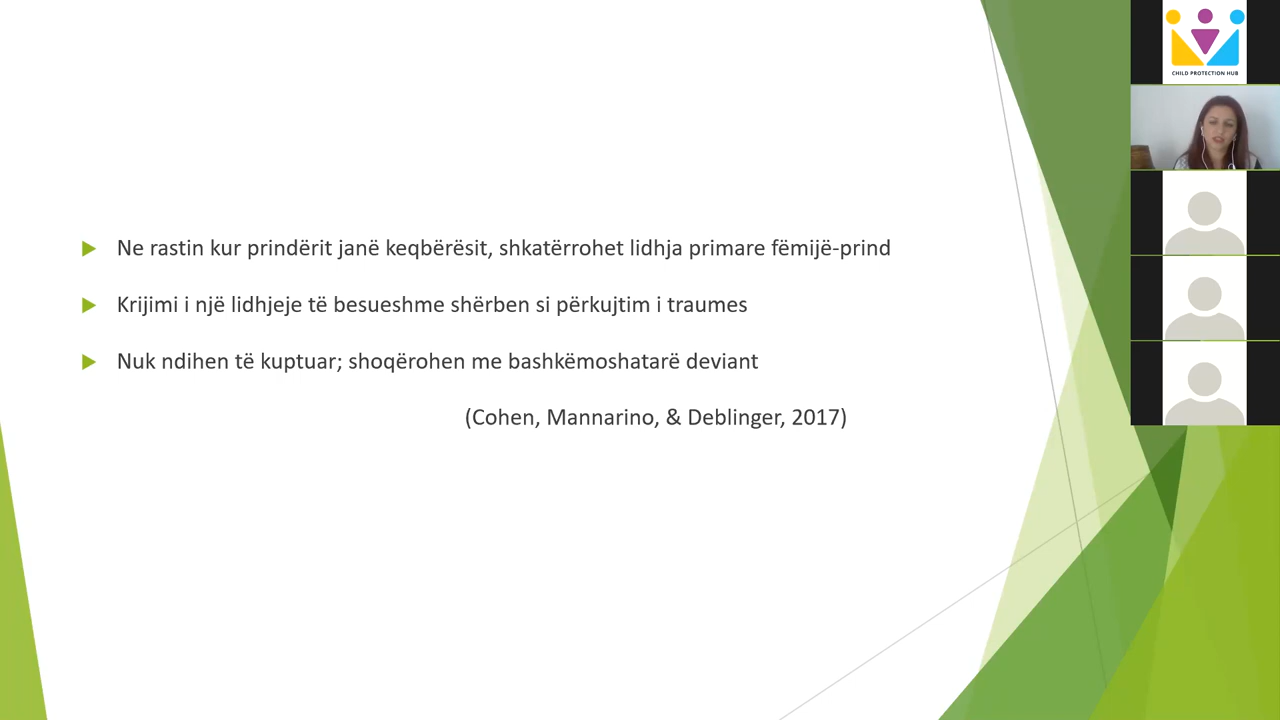 Ne rastin kur prindërit janë keqbërësit, shkatërrohet lidhja primare fëmijë-prind
Krijimi i një lidhjeje të besueshme shërben si përkujtim i traumes
Nuk ndihen të kuptuar; shoqërohen me bashkëmoshatarë deviant
(Cohen, Mannarino, & Deblinger, 2017)
CHILD PROTECTION HUB